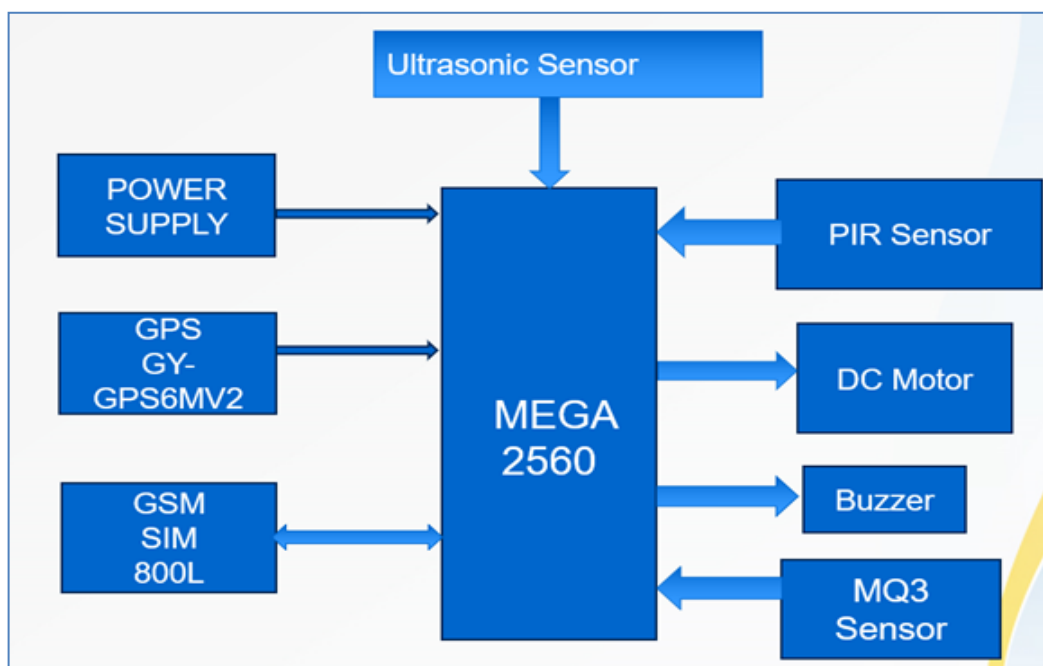 Ultrasonic Sensor
POWER
SUPPLY
PIR Sensor
GPS
GY-
GPS6MV2
DC Motor
MEGA
2560
GSM
SIM
800L
Buzzer
MQ3
Sensor